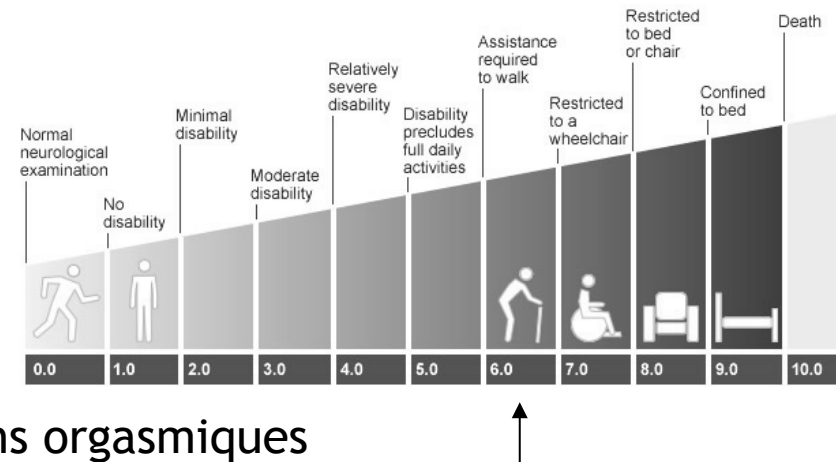 Normal
neurological
examination
No
disability
Minimal
disability
Moderate
disability
Relatively
severe
disability
Disability
precludes
full daily
activities
Assistance
required
to walk
Restricted
to a
wheelchair
Restricted
to bed
or chair
Confined
to bed
Death
0.0 1.0 2.0 3.0 4.0 5.0 6.0 7.0 8.0 9.0 10.0
orgasmiques